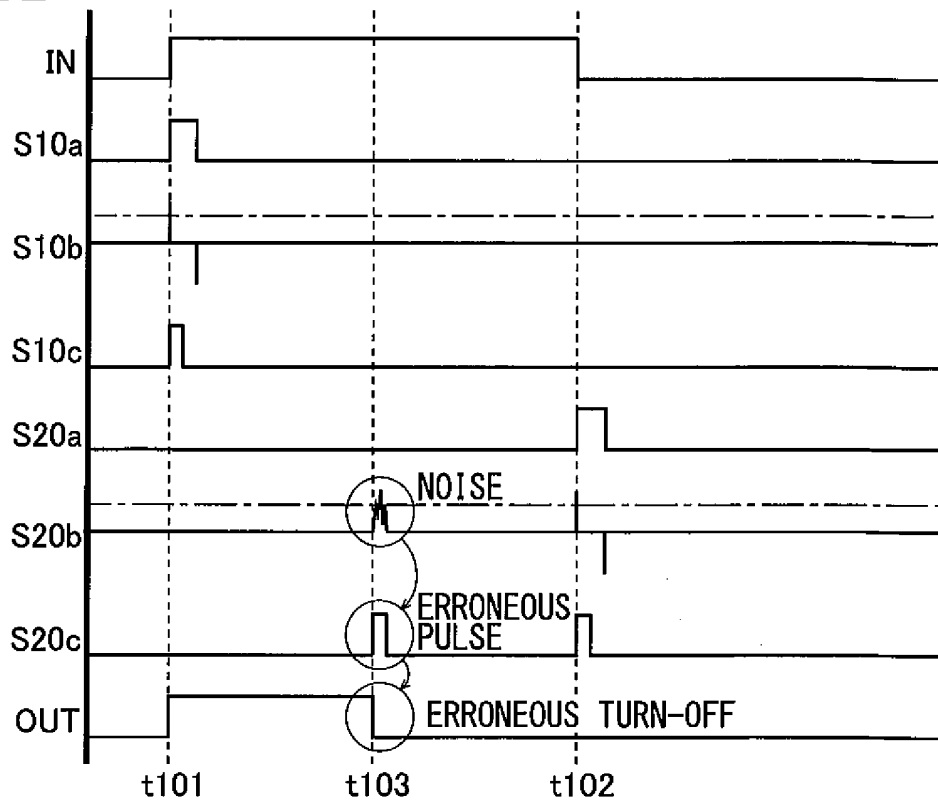 IN
S10a
S10b
S10c
S20a
NOISE
S20b
ERRONEOUS
PULSE
S20c
OUT
ERRONEOUS TURN-OFF
t101
t103
t102